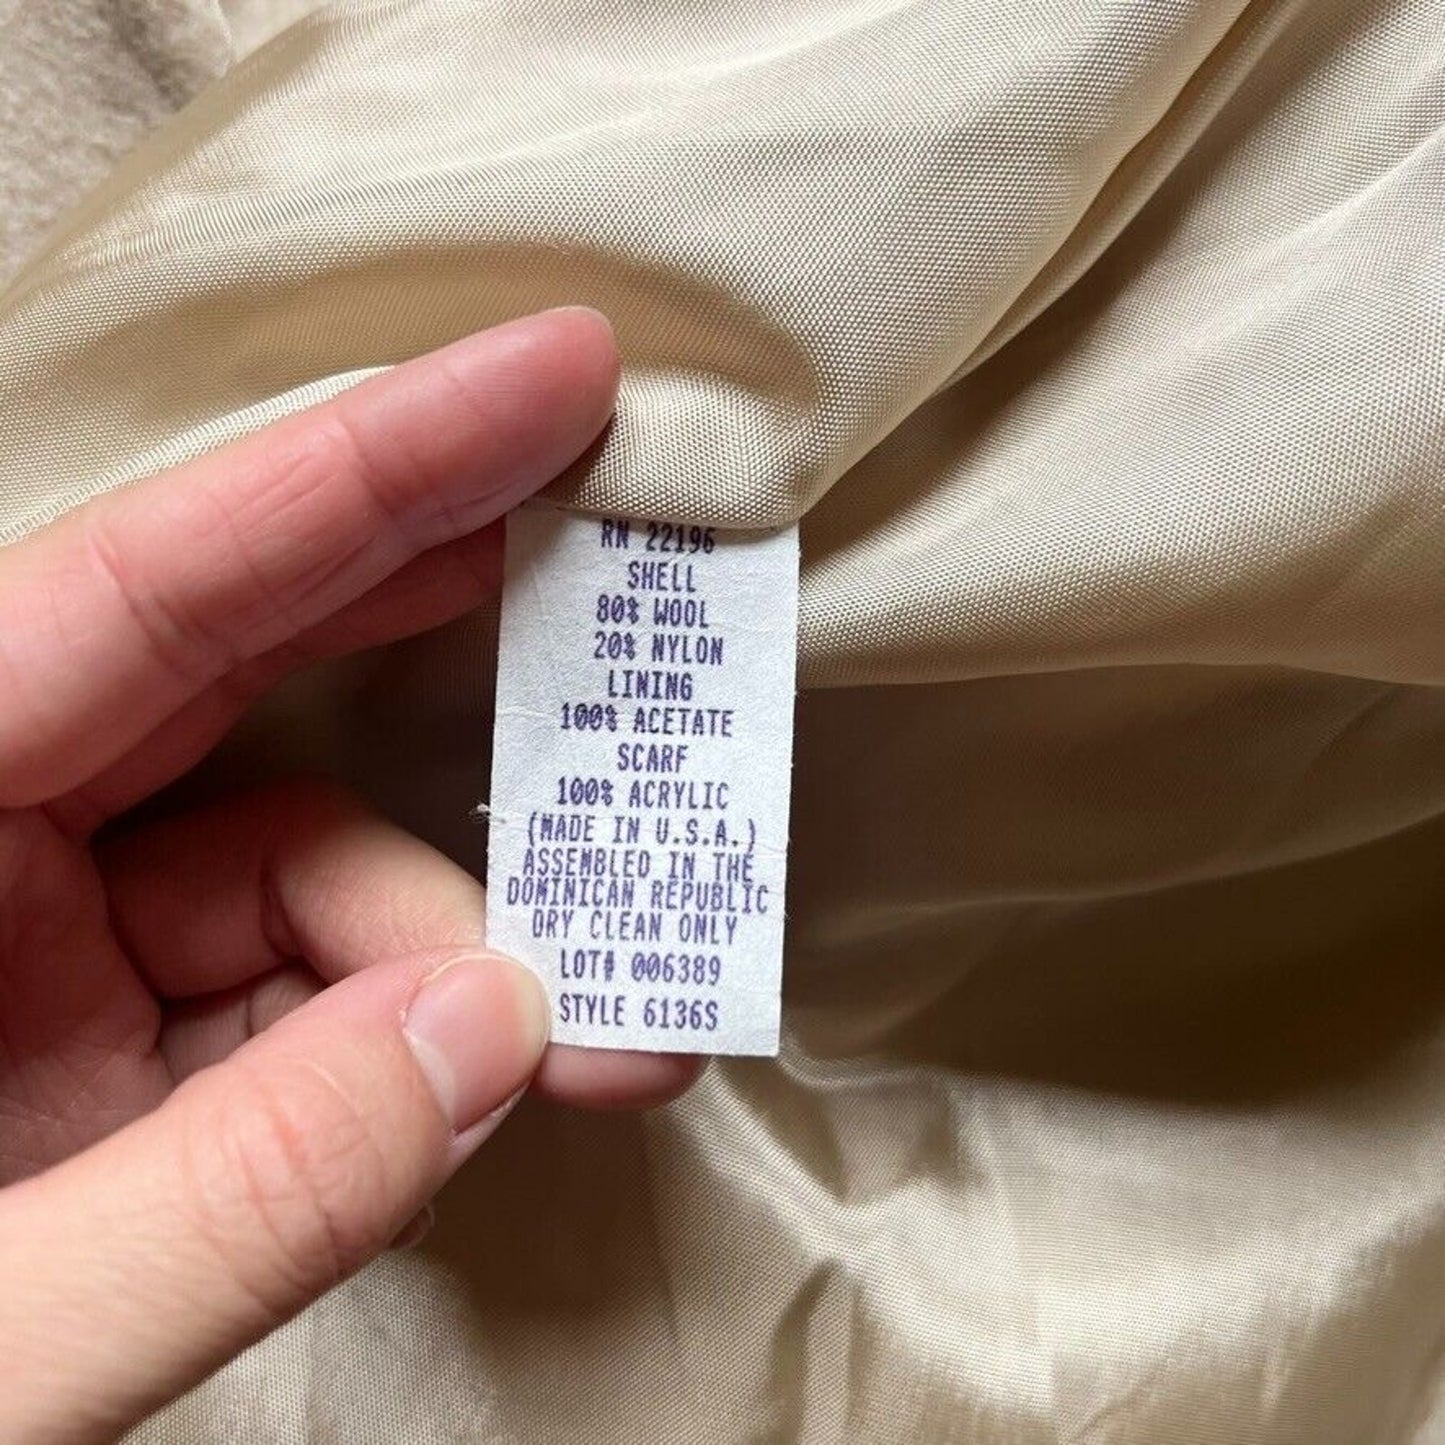 RN 22196
SHELL
80% WOOL
20% NYLON
LINING
100% ACETATE
SCARF
100% ACRYLIC
(MADE IN U.S.A.)
ASSEMBLED IN THE
DOMINICAN REPUBLIC
DRY CLEAN ONLY
LOT# 006389
STYLE 6136S